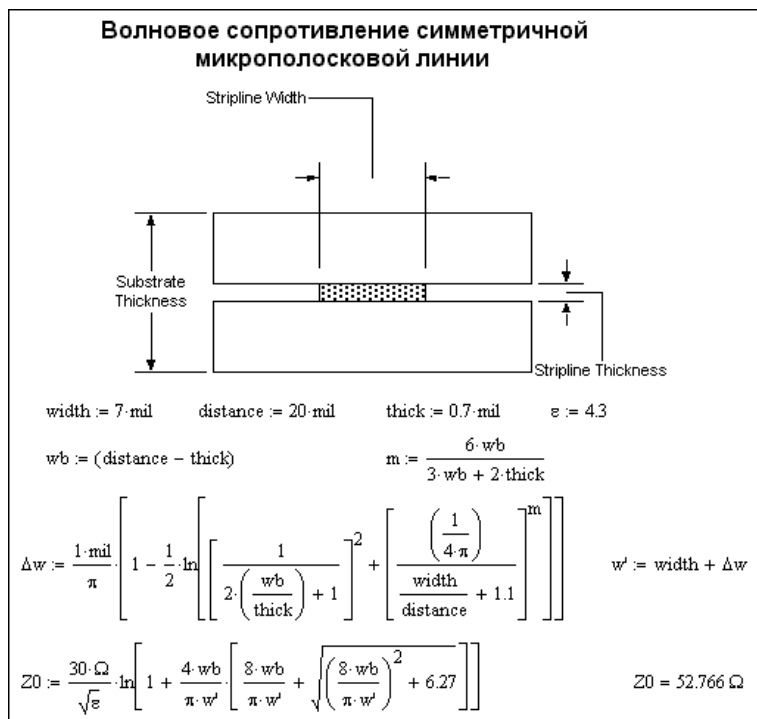 Волновое сопротивление симметричной
микрополосковой линии
Stripline Width
Substrate
Thickness
Stripline Thickness
width := 7·mil distance := 20·mil thick := 0.7·mil ε := 4.3
wb := (distance − thick) m := 6·wb / (3·wb + 2·thick)
Δw := (1·mil / π)·[1 − (1/2)·ln[[1 / (2·(wb/thick) + 1)]^2 + [(1/(4·π)) / (width/distance + 1.1)]^m]] w' := width + Δw
Z0 := (30·Ω / √ε)·ln[1 + (4·wb / (π·w'))·[8·wb / (π·w') + √((8·wb / (π·w'))^2 + 6.27)]] Z0 = 52.766 Ω